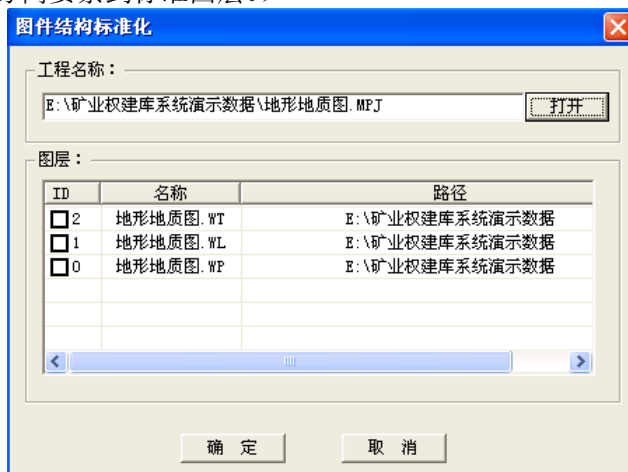 图件结构标准化
工程名称：
E:\矿业权建库系统演示数据\地形地质图.MPJ 打开
图层：
ID 名称 路径
2 地形地质图.WT E:\矿业权建库系统演示数据
1 地形地质图.WL E:\矿业权建库系统演示数据
0 地形地质图.WP E:\矿业权建库系统演示数据
确 定 取 消